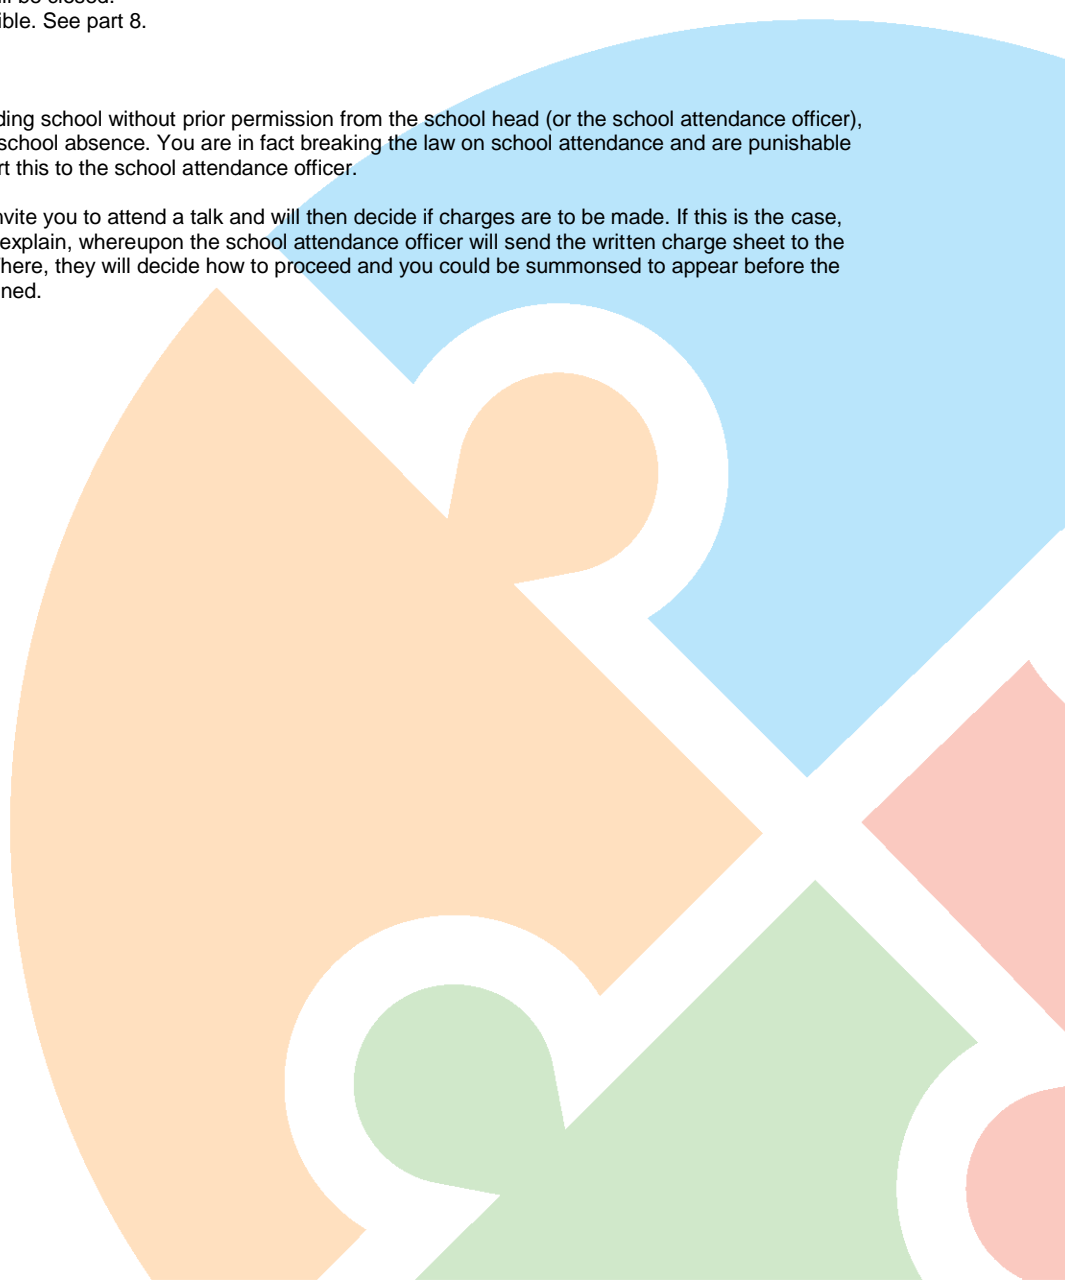 ible. See part 8.
ding school without prior permission from the school head (or the school attendance officer),
school absence. You are in fact breaking the law on school attendance and are punishable
rt this to the school attendance officer.
nvite you to attend a talk and will then decide if charges are to be made. If this is the case,
explain, whereupon the school attendance officer will send the written charge sheet to the
here, they will decide how to proceed and you could be summonsed to appear before the
ned.